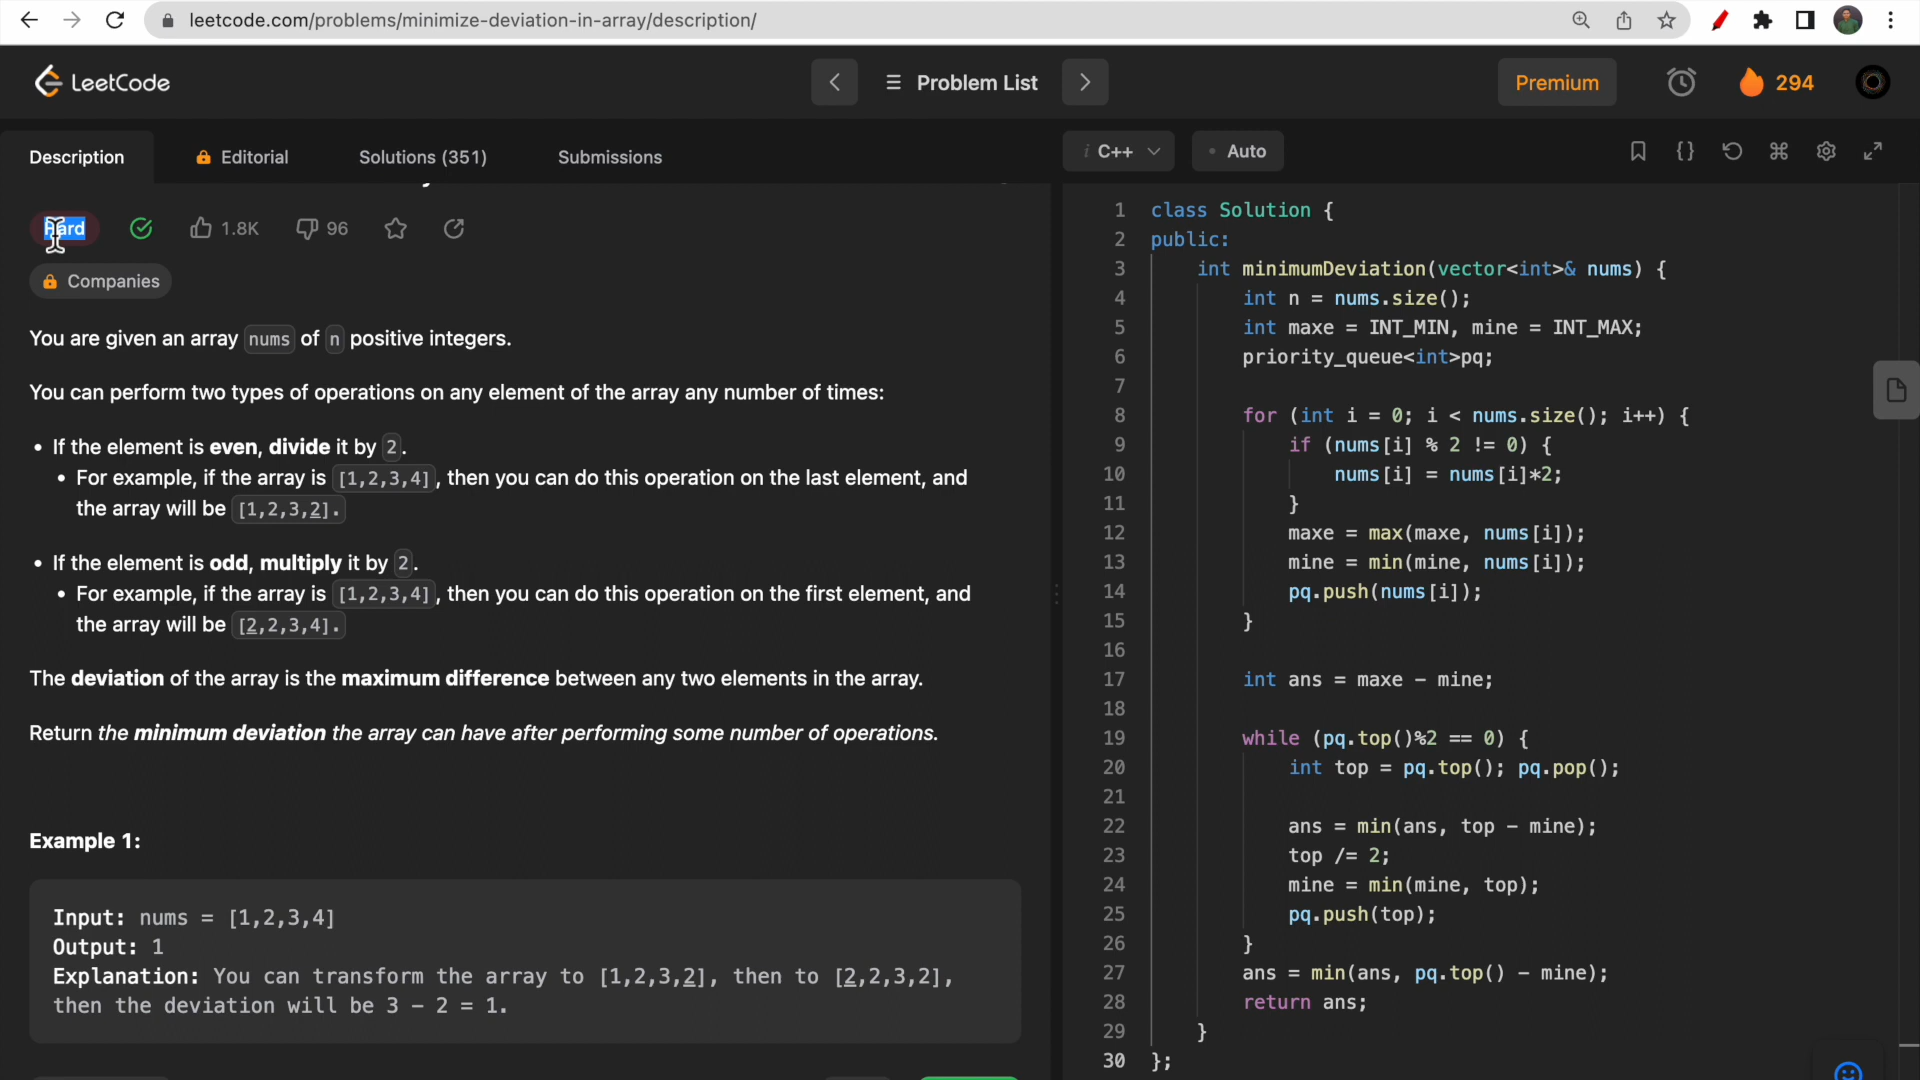 leetcode.com/problems/minimize-deviation-in-array/description/
LeetCode
Problem List
Premium
294
Description
Editorial
Solutions (351)
Submissions
Hard
1.8K
96
Companies
You are given an array nums of n positive integers.
You can perform two types of operations on any element of the array any number of times:
• If the element is even, divide it by 2.
• For example, if the array is [1,2,3,4], then you can do this operation on the last element, and
the array will be [1,2,3,2].
• If the element is odd, multiply it by 2.
• For example, if the array is [1,2,3,4], then you can do this operation on the first element, and
the array will be [2,2,3,4].
The deviation of the array is the maximum difference between any two elements in the array.
Return the minimum deviation the array can have after performing some number of operations.
Example 1:
Input: nums = [1,2,3,4]
Output: 1
Explanation: You can transform the array to [1,2,3,2], then to [2,2,3,2],
then the deviation will be 3 - 2 = 1.
i C++
• Auto
1 class Solution {
2 public:
3 int minimumDeviation(vector<int>& nums) {
4 int n = nums.size();
5 int maxe = INT_MIN, mine = INT_MAX;
6 priority_queue<int>pq;
7
8 for (int i = 0; i < nums.size(); i++) {
9 if (nums[i] % 2 != 0) {
10 nums[i] = nums[i]*2;
11 }
12 maxe = max(maxe, nums[i]);
13 mine = min(mine, nums[i]);
14 pq.push(nums[i]);
15 }
16
17 int ans = maxe - mine;
18
19 while (pq.top()%2 == 0) {
20 int top = pq.top(); pq.pop();
21
22 ans = min(ans, top - mine);
23 top /= 2;
24 mine = min(mine, top);
25 pq.push(top);
26 }
27 ans = min(ans, pq.top() - mine);
28 return ans;
29 }
30 };